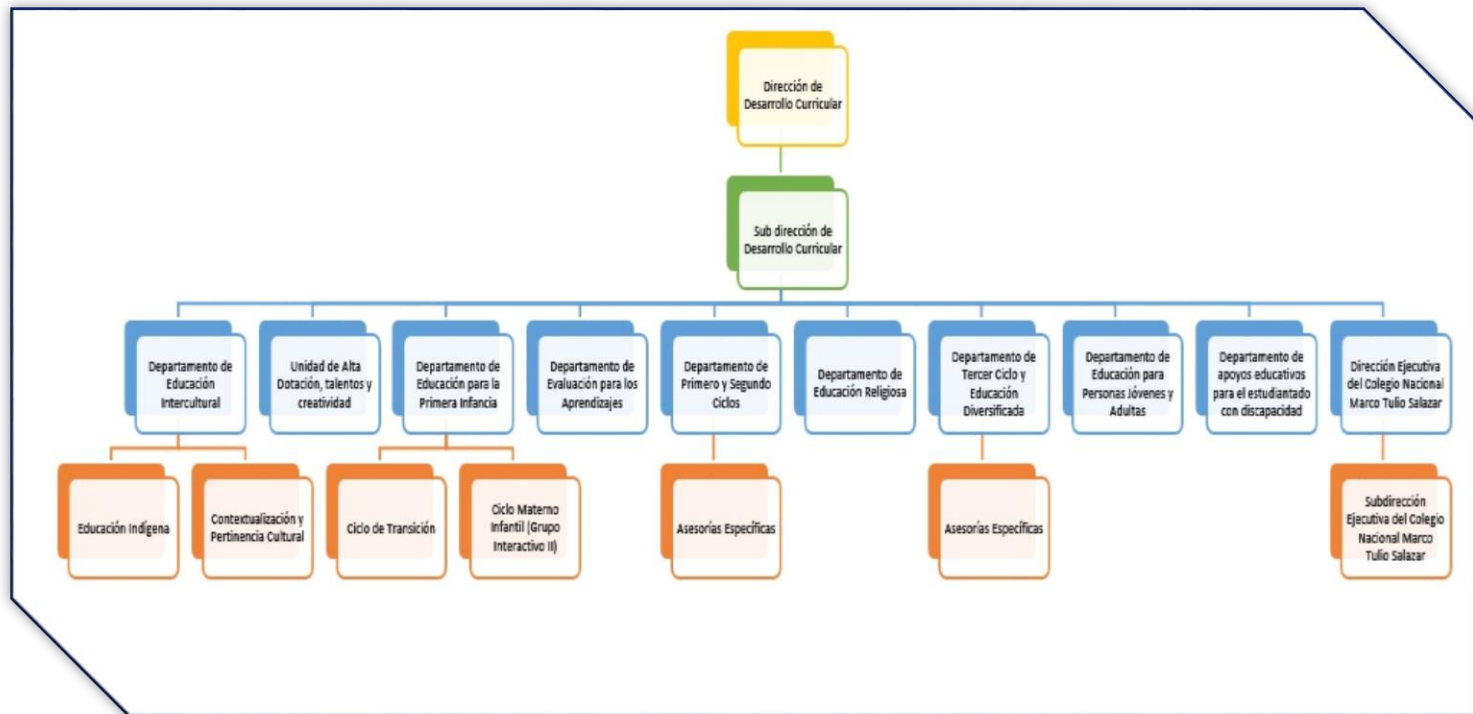 Dirección de
Desarrollo Curricular
Sub dirección de
Desarrollo Curricular
Departamento de
Educación
Intercultural
Unidad de Alta
Dotación, talentos y
creatividad
Departamento de
Educación para la
Primera Infancia
Departamento de
Evaluación para los
Aprendizajes
Departamento de
Primero y Segundo
Ciclos
Departamento de
Educación Religiosa
Departamento de
Tercer Ciclo y
Educación
Diversificada
Departamento de
Educación para
Personas Jóvenes y
Adultas
Departamento de
apoyos educativos
para el estudiantado
con discapacidad
Dirección Ejecutiva
del Colegio Nacional
Marco Tulio Salazar
Educación Indígena
Contextualización y
Pertinencia Cultural
Ciclo de Transición
Ciclo Materno
Infantil (Grupo
Interactivo II)
Asesorías Específicas
Asesorías Específicas
Subdirección
Ejecutiva del Colegio
Nacional Marco
Tulio Salazar